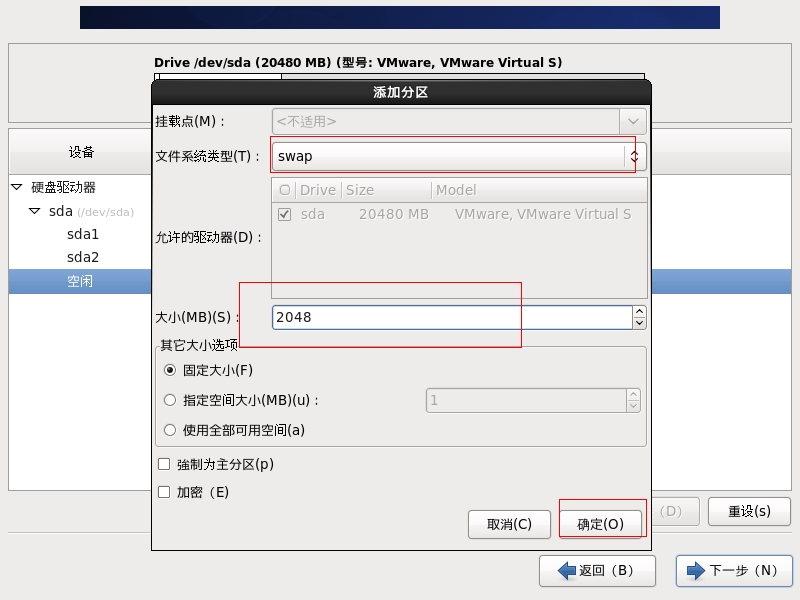 Drive /dev/sda (20480 MB) (型号: VMware, VMware Virtual S)
添加分区
挂载点(M)：
<不适用>
文件系统类型(T)：
swap
设备
Drive Size Model
sda 20480 MB VMware, VMware Virtual S
允许的驱动器(D)：
硬盘驱动器
sda (/dev/sda)
sda1
sda2
空闲
大小(MB)(S)：
2048
其它大小选项
固定大小(F)
指定空间大小(MB)(u)：
1
使用全部可用空间(a)
強制为主分区(p)
加密（E)
取消(C)
确定(O)
（D）
重设(s)
返回（B）
下一步（N）